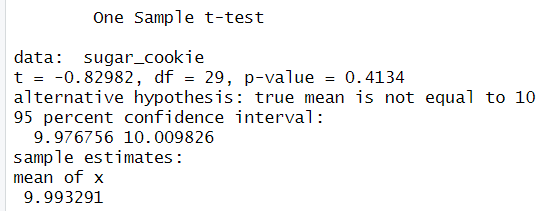 One Sample t-test
data:  sugar_cookie
t = -0.82982, df = 29, p-value = 0.4134
alternative hypothesis: true mean is not equal to 10
95 percent confidence interval:
9.976756 10.009826
sample estimates:
mean of x
9.993291